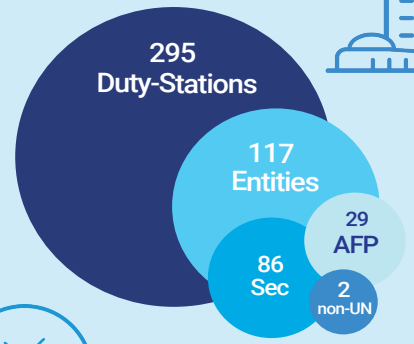 295
Duty-Stations
117
Entities
29
AFP
86
Sec
2
non-UN